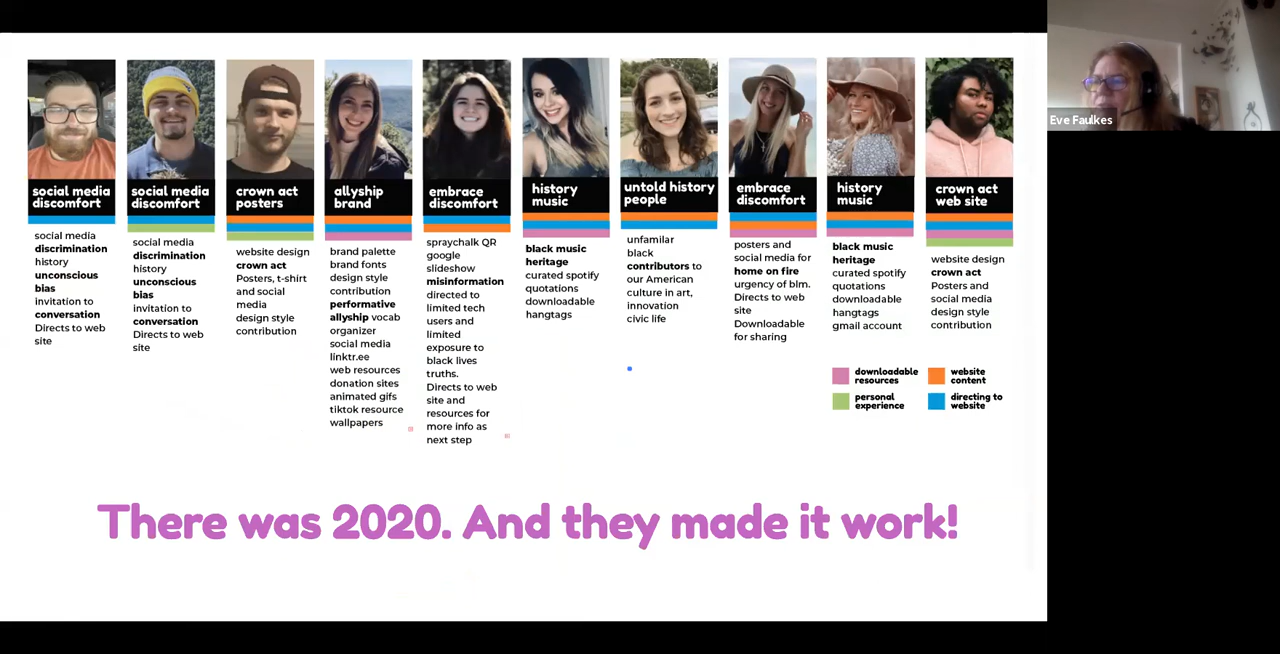 social media
discomfort
social media
discrimination
history
unconscious
bias
invitation to
conversation
Directs to web
site
social media
discomfort
social media
discrimination
history
unconscious
bias
invitation to
conversation
Directs to web
site
crown act
posters
website design
crown act
Posters, t-shirt
and social
media
design style
contribution
allyship
brand
brand palette
brand fonts
design style
contribution
performative
allyship vocab
organizer
social media
linktr.ee
web resources
donation sites
animated gifs
tiktok resource
wallpapers
embrace
discomfort
spraychalk QR
google
slideshow
misinformation
directed to
limited tech
users and
limited
exposure to
black lives
truths.
Directs to web
site and
resources for
more info as
next step
history
music
black music
heritage
curated spotify
quotations
downloadable
hangtags
untold history
people
unfamilar
black
contributors to
our American
culture in art,
innovation
civic life
embrace
discomfort
posters and
social media for
home on fire
urgency of blm.
Directs to web
site
Downloadable
for sharing
history
music
black music
heritage
curated spotify
quotations
downloadable
hangtags
gmail account
crown act
web site
website design
crown act
Posters and
social media
design style
contribution
downloadable
resources
website
content
personal
experience
directing to
website
There was 2020. And they made it work!
Eve Faulkes